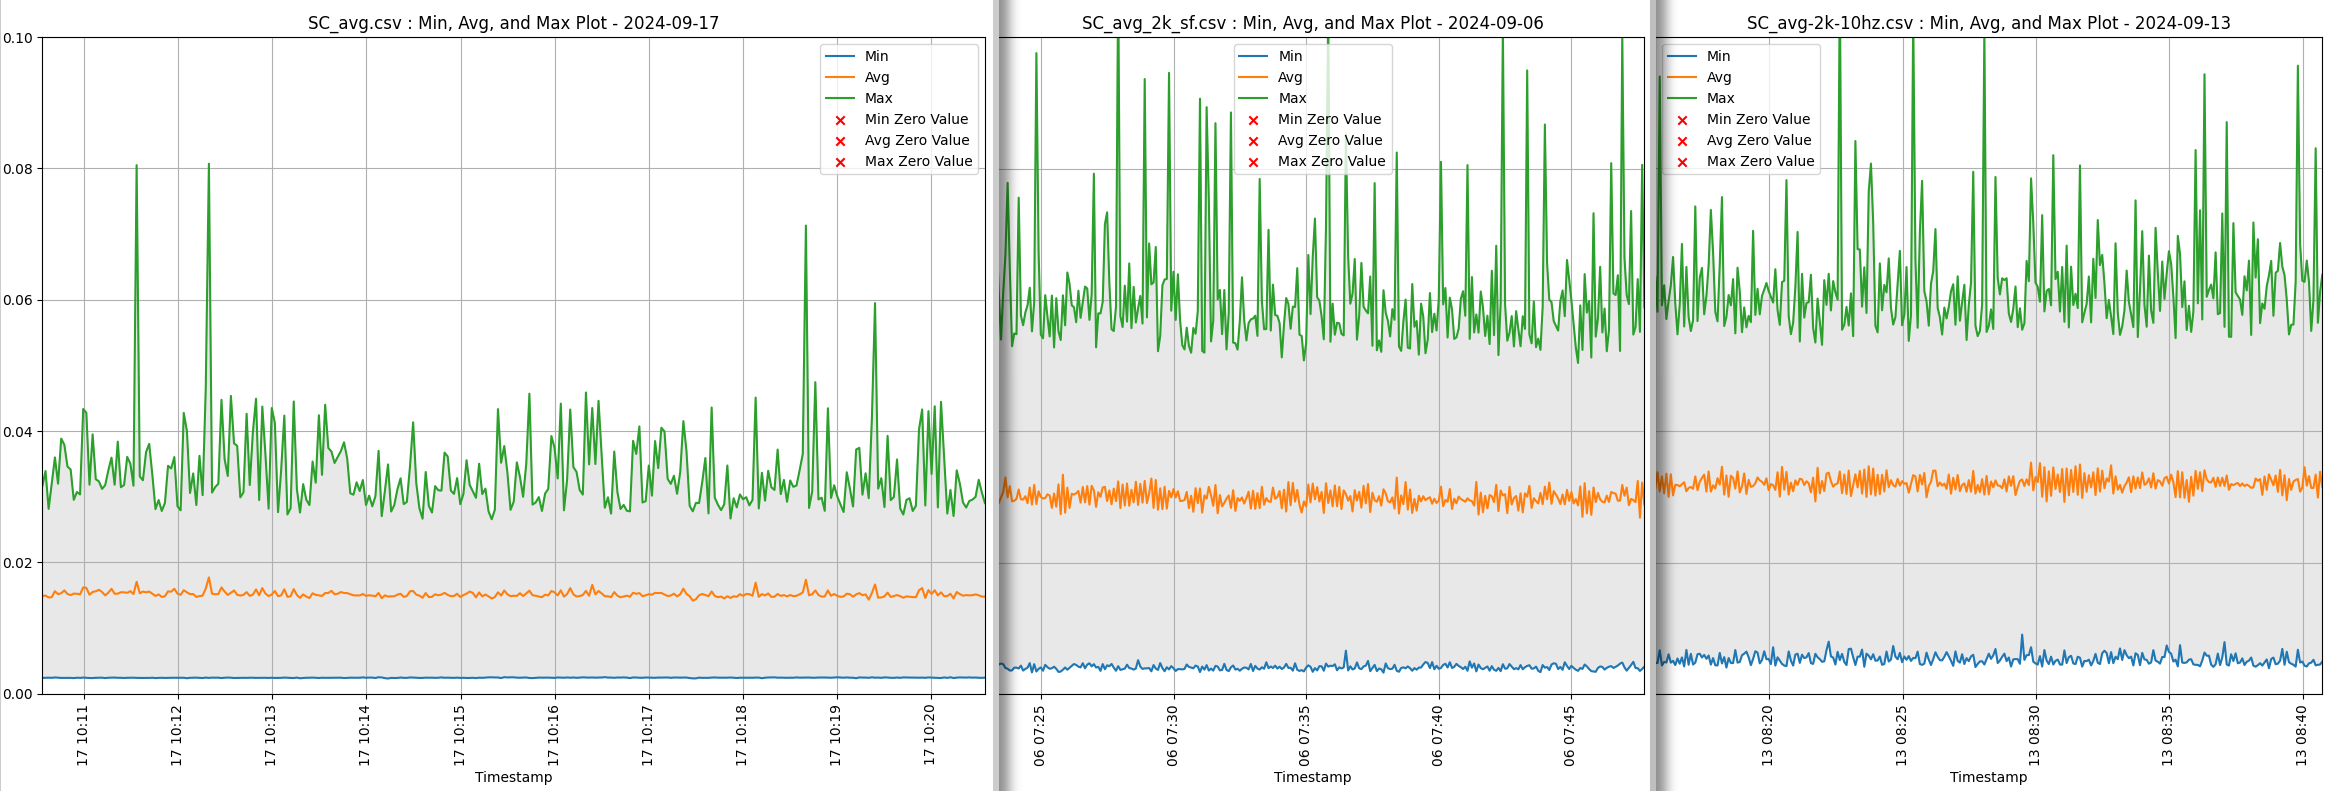 SC_avg.csv : Min, Avg, and Max Plot - 2024-09-17
0.10
0.08
0.06
0.04
0.02
0.00
Min
Avg
Max
Min Zero Value
Avg Zero Value
Max Zero Value
17 10:11
17 10:12
17 10:13
17 10:14
17 10:15
17 10:16
17 10:17
17 10:18
17 10:19
17 10:20
Timestamp
SC_avg_2k_sf.csv : Min, Avg, and Max Plot - 2024-09-06
Min
Avg
Max
Min Zero Value
Avg Zero Value
Max Zero Value
06 07:25
06 07:30
06 07:35
06 07:40
06 07:45
Timestamp
SC_avg-2k-10hz.csv : Min, Avg, and Max Plot - 2024-09-13
Min
Avg
Max
Min Zero Value
Avg Zero Value
Max Zero Value
13 08:20
13 08:25
13 08:30
13 08:35
13 08:40
Timestamp